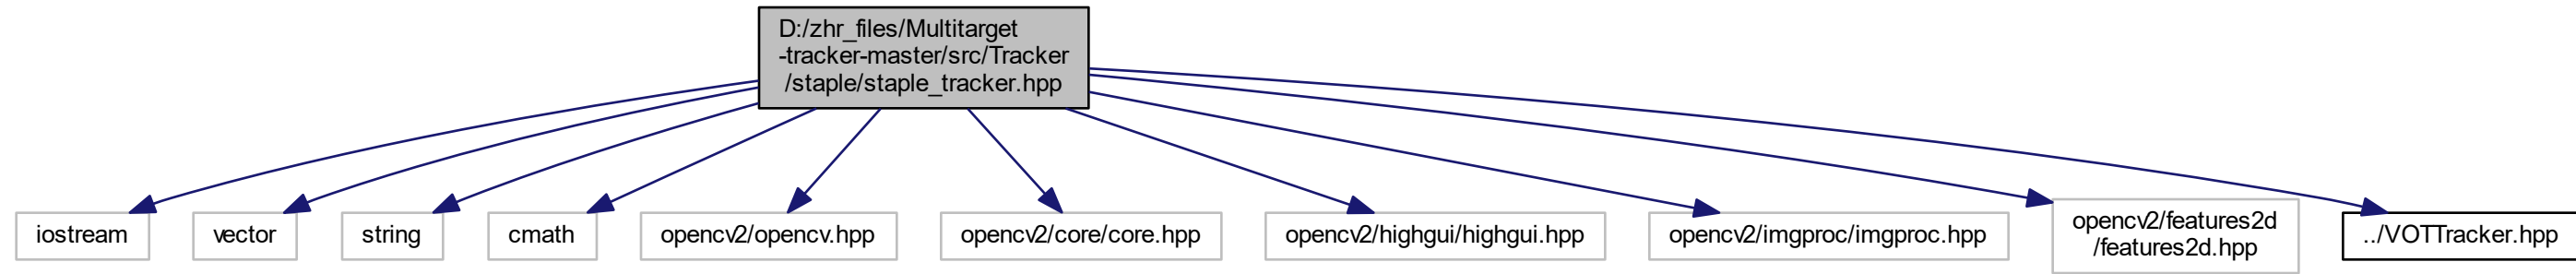 D:/zhr_files/Multitarget
-tracker-master/src/Tracker
/staple/staple_tracker.hpp
iostream
vector
string
cmath
opencv2/opencv.hpp
opencv2/core/core.hpp
opencv2/highgui/highgui.hpp
opencv2/imgproc/imgproc.hpp
opencv2/features2d
/features2d.hpp
../VOTTracker.hpp